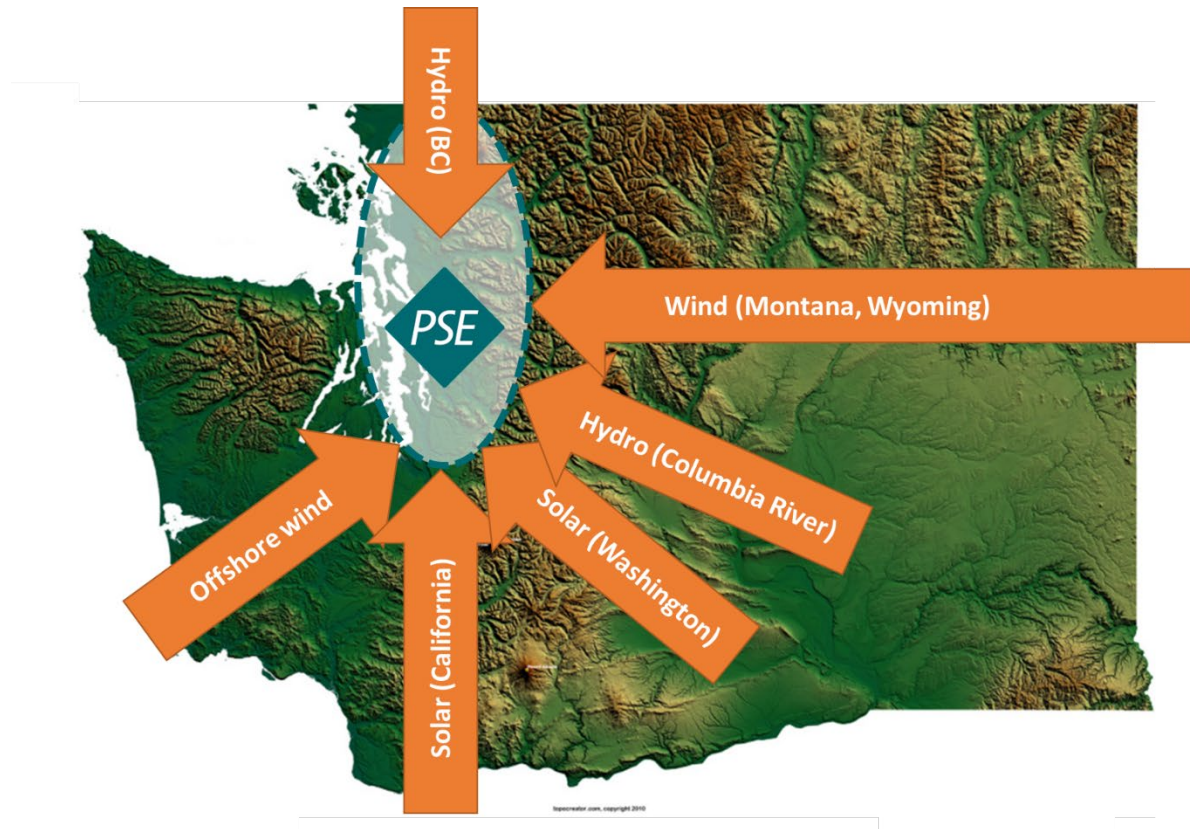 Hydro (BC)
Wind (Montana, Wyoming)
PSE
Hydro (Columbia River)
Solar (Washington)
Offshore wind
Solar (California)
topocreator.com, copyright 2010